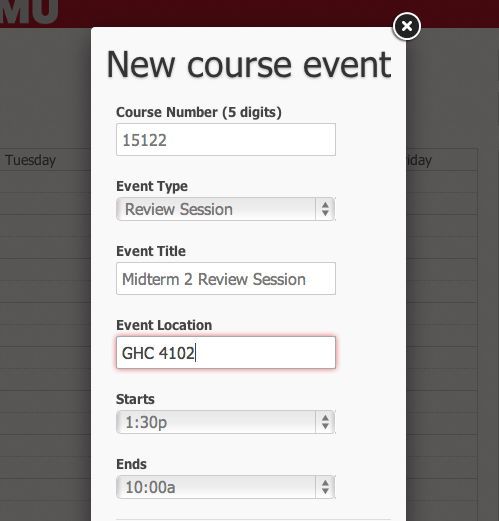 MU
New course event
Tuesday
Course Number (5 digits)
riday
15122
Event Type
Review Session
Event Title
Midterm 2 Review Session
Event Location
GHC 4102
Starts
1:30p
Ends
10:00a